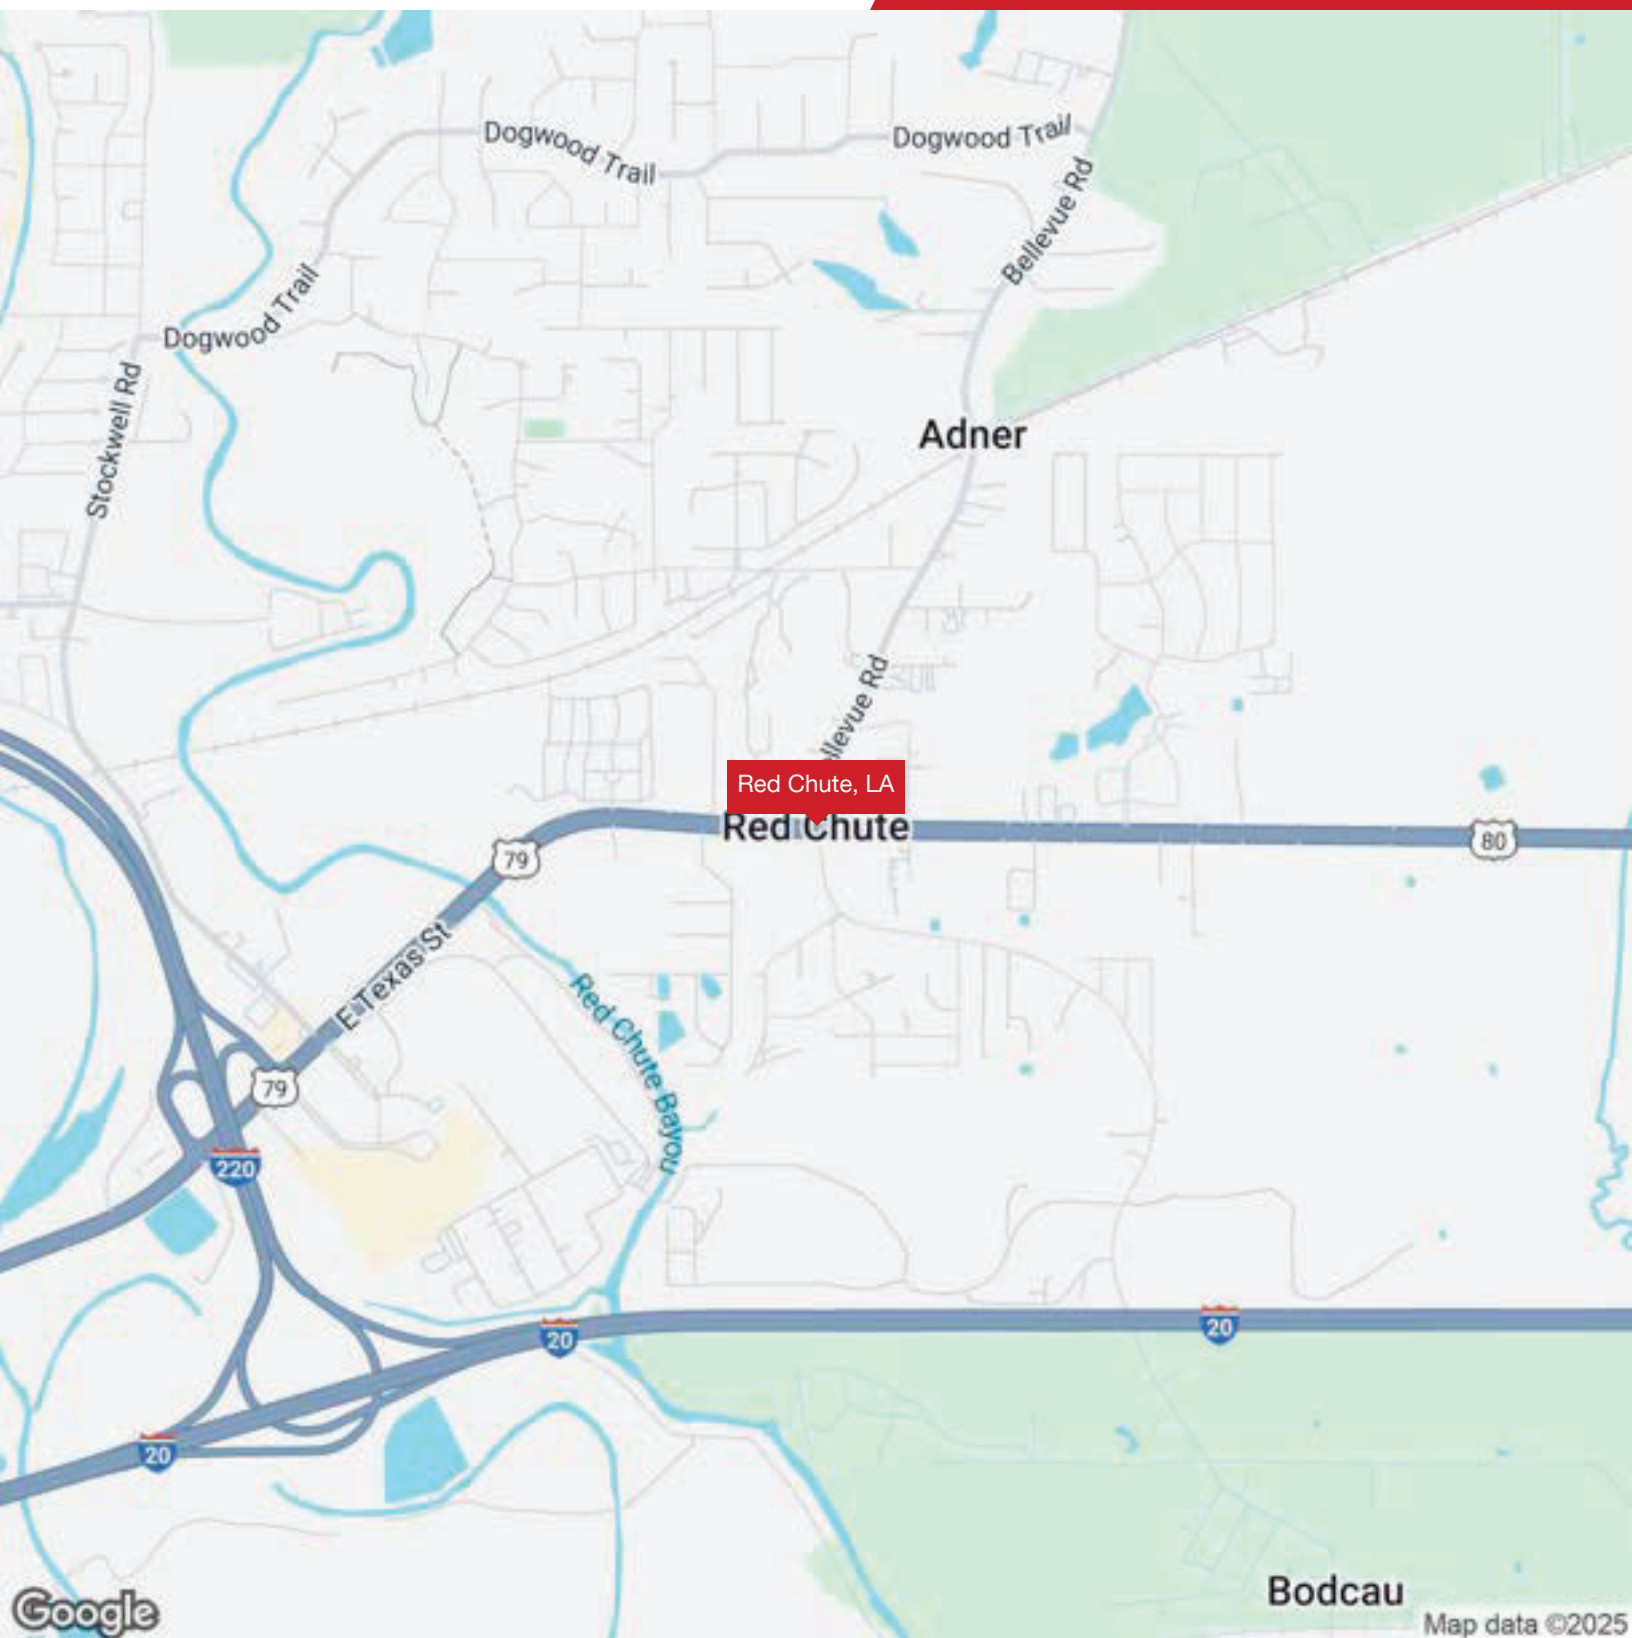 Dogwood Trail
Dogwood Trail
Bellevue Rd
Dogwood Trail
Stockwell Rd
Adner
llevue Rd
Red Chute, LA
Red Chute
79
80
E Texas St
Red Chute Bayou
79
220
20
20
20
Bodcau
Google
Map data ©2025